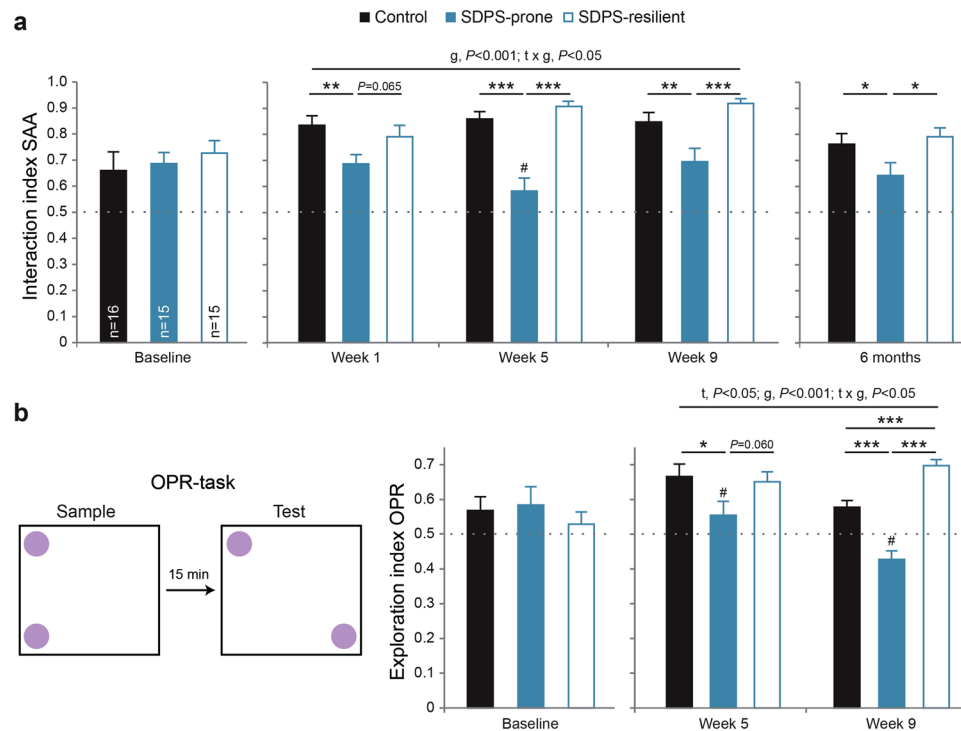 Control SDPS-prone SDPS-resilient
a
g, P<0.001; t x g, P<0.05
** P=0.065 *** *** ** *** * *
#
Interaction index SAA
1.0
0.9
0.8
0.7
0.6
0.5
0.4
0.3
0.2
0.1
0
n=16 n=15 n=15
Baseline Week 1 Week 5 Week 9 6 months
b
t, P<0.05; g, P<0.001; t x g, P<0.05
***
* P=0.060 *** ***
# #
OPR-task
Sample Test
15 min
Exploration index OPR
0.7
0.6
0.5
0.4
0.3
0.2
0.1
0
Baseline Week 5 Week 9